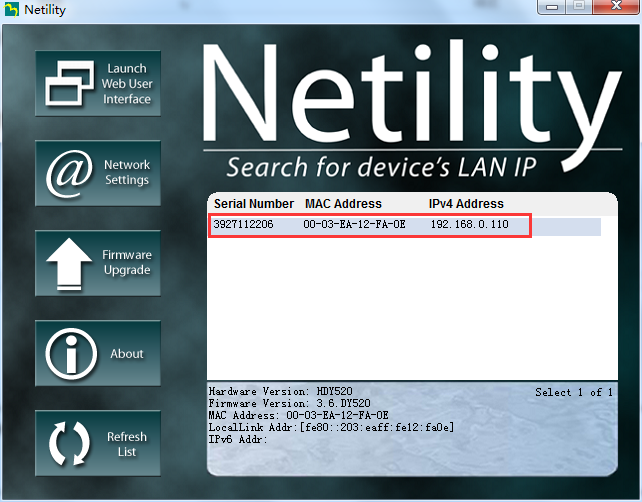 Netility
Launch
Web User
Interface
Network
Settings
Firmware
Upgrade
About
Refresh
List
Netility
Search for device's LAN IP
Serial Number MAC Address IPv4 Address
3927112206 00-03-EA-12-FA-0E 192.168.0.110
Hardware Version: HDY520 Select 1 of 1
Firmware Version: 3.6.DY520
MAC Address: 00-03-EA-12-FA-0E
LocalLink Addr:[fe80::203:eaff:fe12:fa0e]
IPv6 Addr: